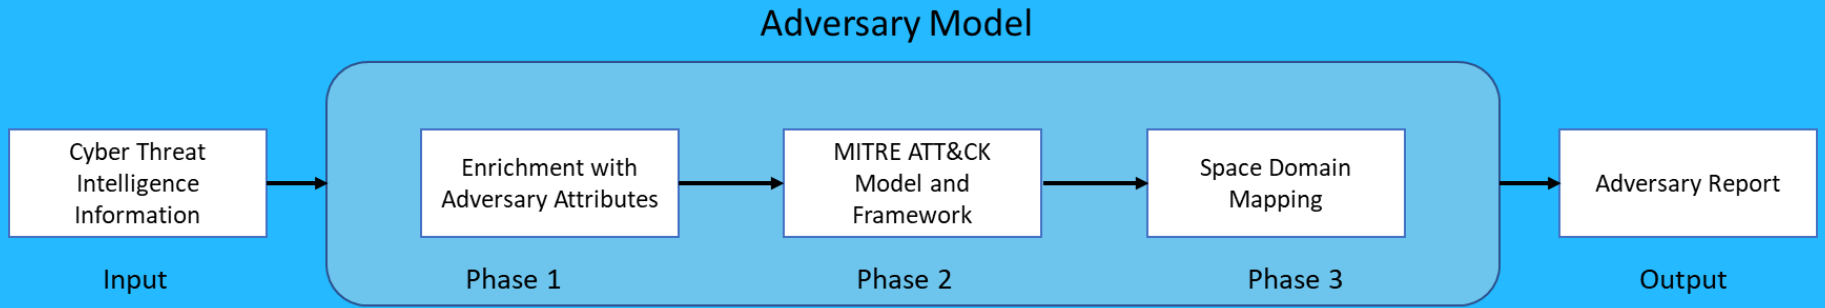 Adversary Model
Cyber Threat
Intelligence
Information
Enrichment with
Adversary Attributes
MITRE ATT&CK
Model and
Framework
Space Domain
Mapping
Adversary Report
Input
Phase 1
Phase 2
Phase 3
Output